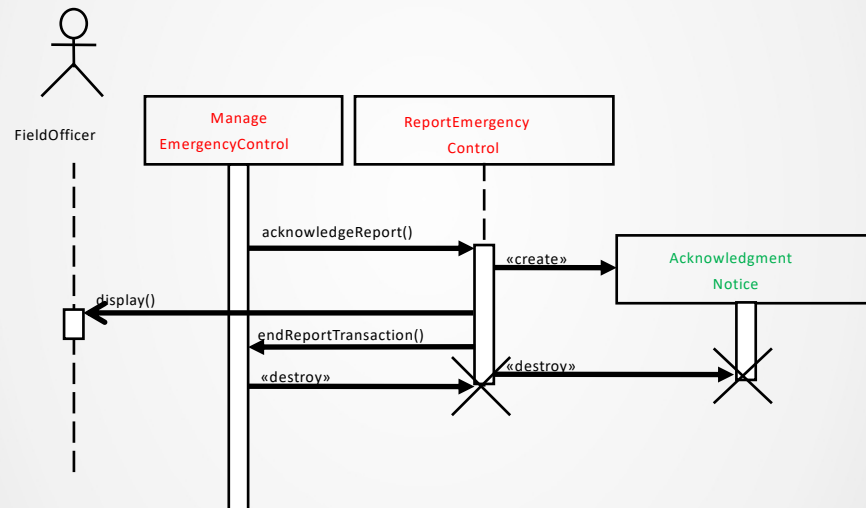 FieldOfficer
Manage
EmergencyControl
ReportEmergency
Control
acknowledgeReport()
«create»
Acknowledgment
Notice
display()
endReportTransaction()
«destroy»
«destroy»